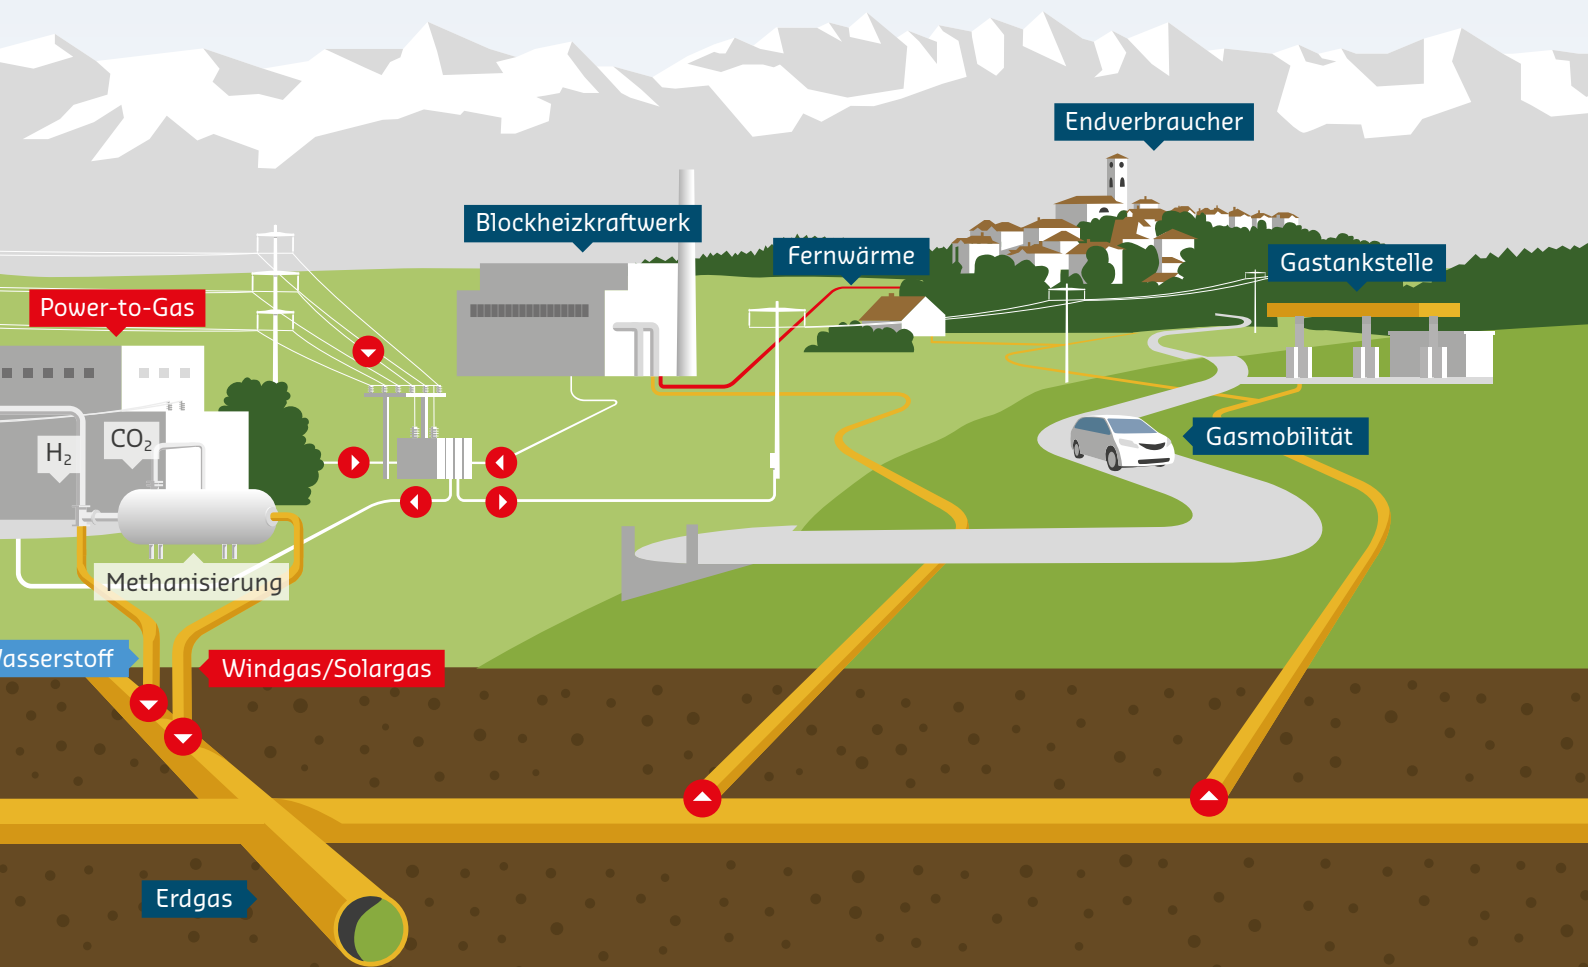 Endverbraucher
Blockheizkraftwerk
Fernwärme
Gastankstelle
Power-to-Gas
H₂
CO₂
Gasmobilität
Methanisierung
asserstoff
Windgas/Solargas
Erdgas